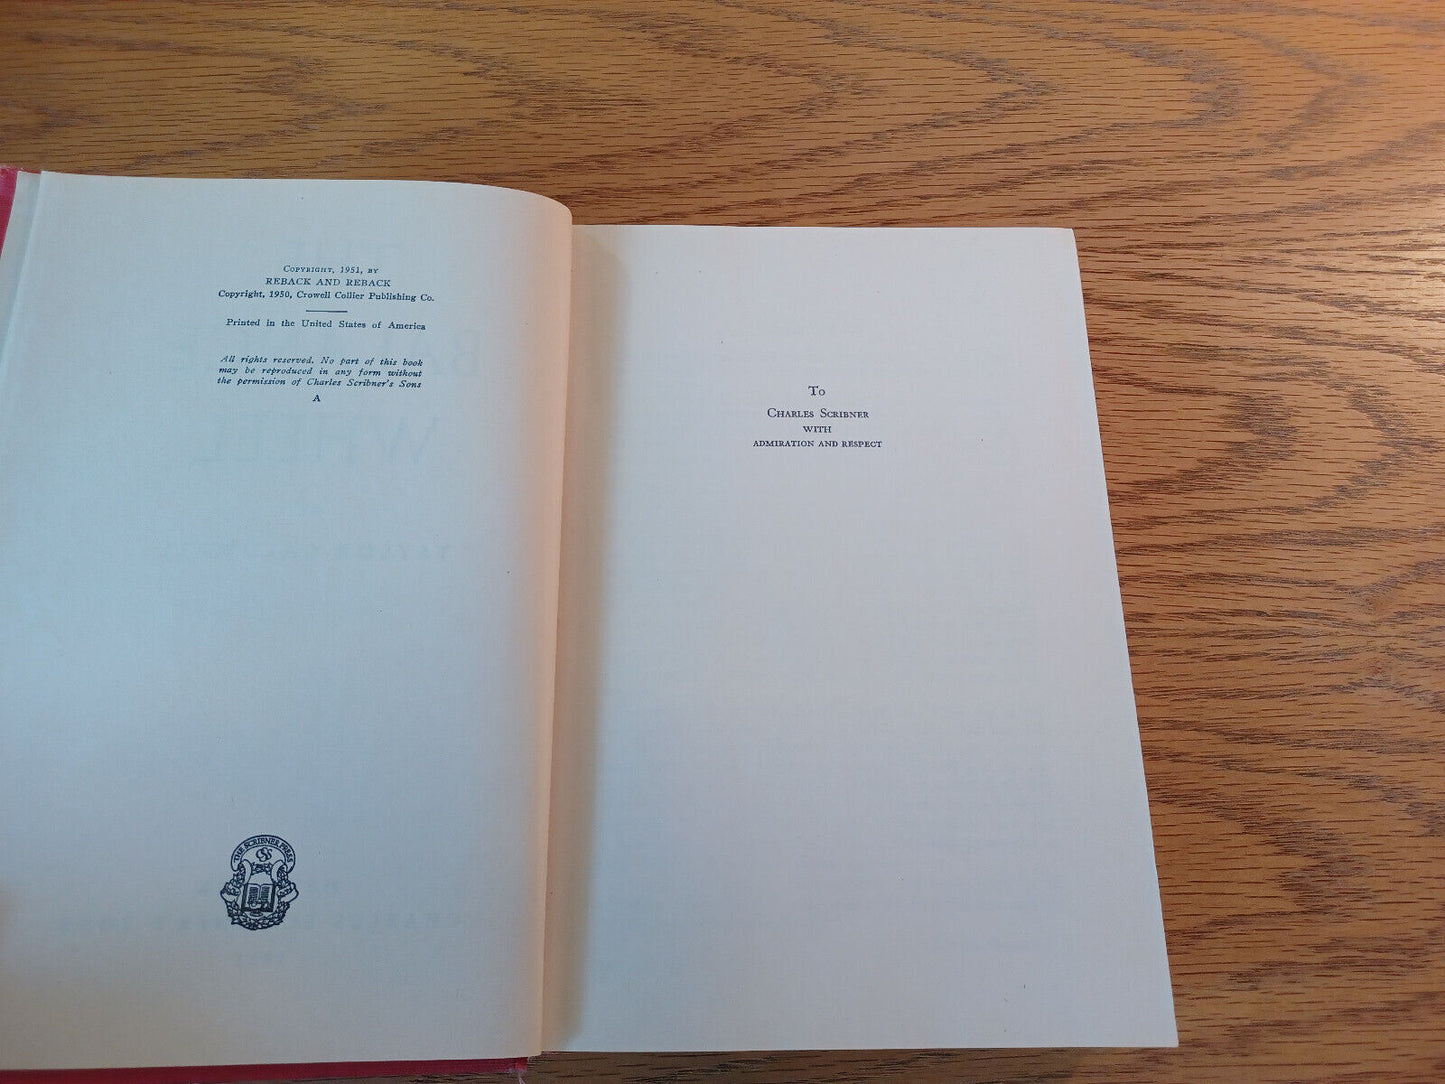 COPYRIGHT, 1951, BY
REBACK AND REBACK
Copyright, 1950, Crowell Collier Publishing Co.
Printed in the United States of America
All rights reserved. No part of this book
may be reproduced in any form without
the permission of Charles Scribner's Sons
A
THE SCRIBNER PRESS
CSS
To
CHARLES SCRIBNER
WITH
ADMIRATION AND RESPECT